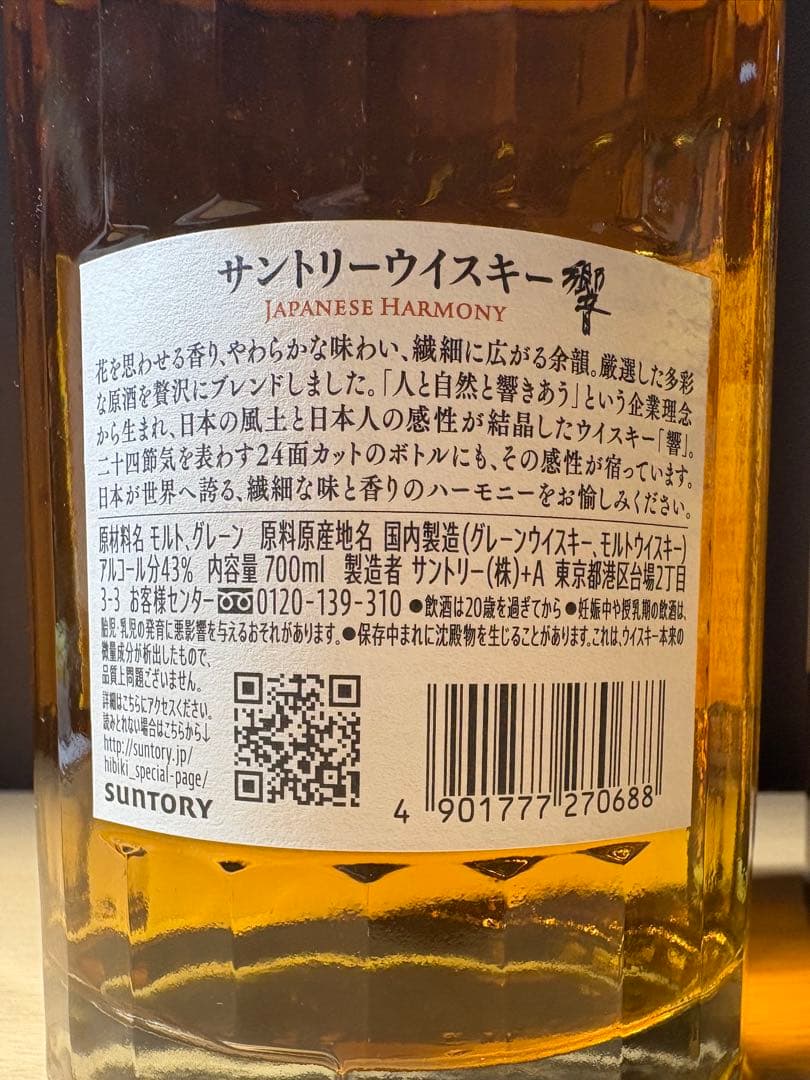 サントリーウイスキー 響
JAPANESE HARMONY
花を思わせる香り、やわらかな味わい、繊細に広がる余韻。厳選した多彩
な原酒を贅沢にブレンドしました。「人と自然と響きあう」という企業理念
から生まれ、日本の風土と日本人の感性が結晶したウイスキー「響」。
二十四節気を表わす24面カットのボトルにも、その感性が宿っています。
日本が世界へ誇る、繊細な味と香りのハーモニーをお愉しみください。
原材料名 モルト、グレーン 原料原産地名 国内製造(グレーンウイスキー、モルトウイスキー)
アルコール分43% 内容量 700ml 製造者 サントリー(株)+A 東京都港区台場2丁目
3-3 お客様センター 0120-139-310 ●飲酒は20歳を過ぎてから ●妊娠中や授乳期の飲酒は、
胎児・乳児の発育に悪影響を与えるおそれがあります。●保存中まれに沈殿物を生じることがあります。これは、ウイスキー本来の
微量成分が析出したもので、
品質上問題ございません。
詳細はこちらにアクセスください。
読みとれない場合はこちらから↓
http://suntory.jp/
hibiki_special-page/
SUNTORY
4 901777 270688